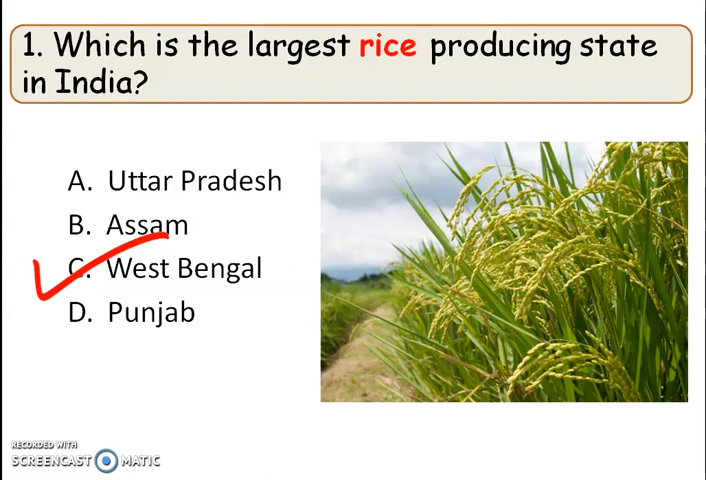 1. Which is the largest rice producing state
in India?
A. Uttar Pradesh
B. Assam
C. West Bengal
D. Punjab
RECORDED WITH
SCREENCAST MATIC